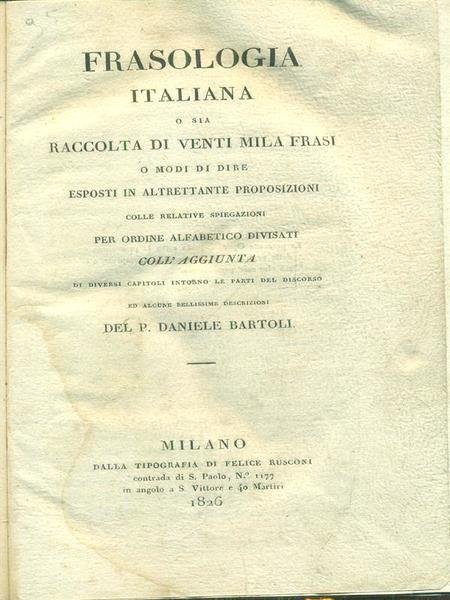 FRASOLOGIA
ITALIANA
O SIA
RACCOLTA DI VENTI MILA FRASI
O MODI DI DIRE
ESPOSTI IN ALTRETTANTE PROPOSIZIONI
COLLE RELATIVE SPIEGAZIONI
PER ORDINE ALFABETICO DIVISATI
COLL'AGGIUNTA
DI DIVERSI CAPITOLI INTORNO LE PARTI DEL DISCORSO
ED ALCUNE BELLISSIME DESCRIZIONI
DEL P. DANIELE BARTOLI.
MILANO
DALLA TIPOGRAFIA DI FELICE RUSCONI
contrada di S. Paolo, N.º 1177
in angolo a S. Vittore e 40 Martiri
1826